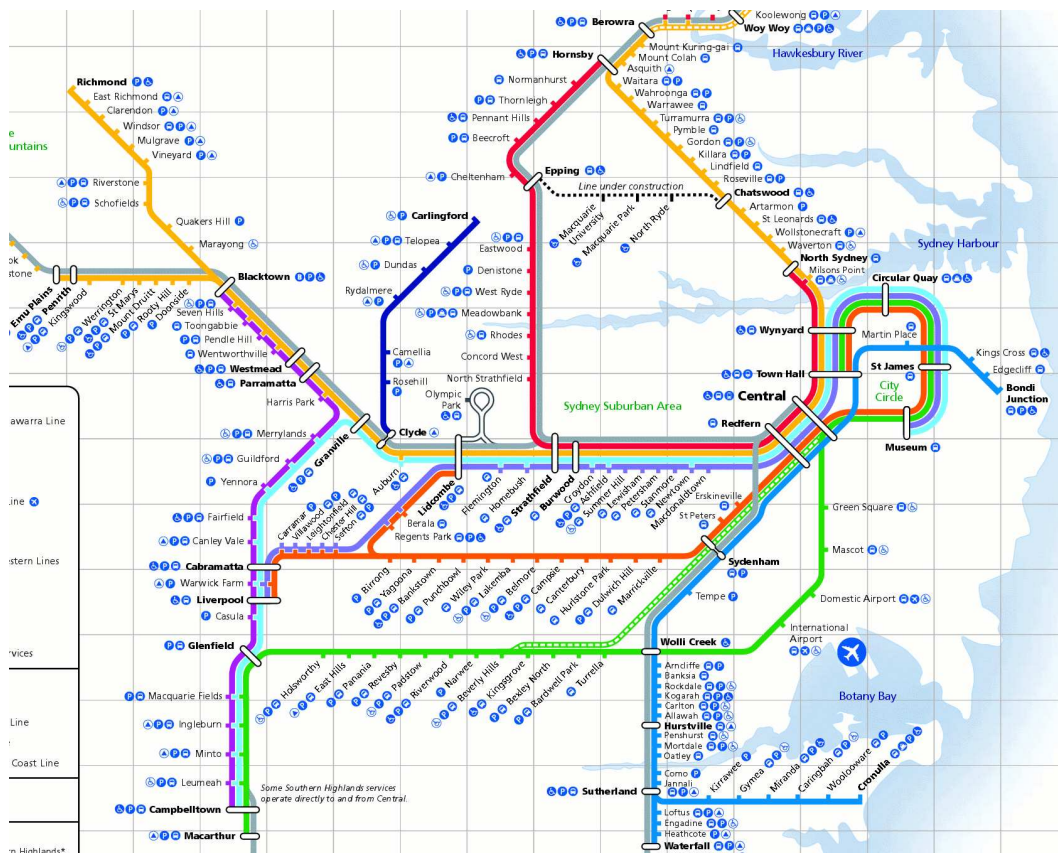 Koolewong
Berowra
Woy Woy
Mount Kuring-gai
Hawkesbury River
Hornsby
Mount Colah
Asquith
Richmond
Normanhurst
Waitara
East Richmond
Wahroonga
Thornleigh
Clarendon
Warrawee
Pennant Hills
Turramurra
Windsor
Pymble
Beecroft
Mulgrave
Gordon
untains
Vineyard
Killara
Lindfield
Cheltenham
Epping
Roseville
Riverstone
Line under construction
Chatswood
Schofields
Artarmon
Carlingford
Macquarie
University
Macquarie Park
North Ryde
St Leonards
Quakers Hill
Wollstonecraft
Telopea
Eastwood
Waverton
Sydney Harbour
Marayong
Dundas
North Sydney
Denistone
Milsons Point
Blacktown
Circular Quay
Rydalmere
West Ryde
Emu Plains
Penrith
Kingswood
Werrington
St Marys
Mount Druitt
Rooty Hill
Doonside
Seven Hills
Meadowbank
Toongabbie
Wynyard
Martin Place
Pendle Hill
Rhodes
Wentworthville
Camellia
Concord West
Kings Cross
Westmead
St James
Edgecliff
Parramatta
Rosehill
North Strathfield
Town Hall
City
Circle
Bondi
Junction
Harris Park
Olympic
Park
Sydney Suburban Area
Central
awarra Line
Redfern
Merrylands
Granville
Clyde
Museum
Guildford
Auburn
Lidcombe
Flemington
Homebush
Strathfield
Burwood
Croydon
Ashfield
Summer Hill
Lewisham
Petersham
Stanmore
Newtown
Macdonaldtown
Yennora
Erskineville
Line
Carramar
Villawood
Leightonfield
Chester Hill
Sefton
Berala
St Peters
Green Square
Fairfield
Regents Park
Canley Vale
Mascot
estern Lines
Cabramatta
Sydenham
Birrong
Yagoona
Bankstown
Punchbowl
Wiley Park
Lakemba
Belmore
Campsie
Canterbury
Hurlstone Park
Dulwich Hill
Marrickville
Warwick Farm
Liverpool
Tempe
Domestic Airport
Casula
International
Airport
Glenfield
Wolli Creek
rvices
Holsworthy
East Hills
Panania
Revesby
Padstow
Riverwood
Narwee
Beverly Hills
Kingsgrove
Bexley North
Bardwell Park
Turrella
Arncliffe
Banksia
Rockdale
Macquarie Fields
Kogarah
Botany Bay
Carlton
Allawah
Line
Ingleburn
Hurstville
Penshurst
Mortdale
Minto
Oatley
Coast Line
Como
Jannali
Kirrawee
Gymea
Miranda
Caringbah
Woolooware
Cronulla
Leumeah
Some Southern Highlands services
operate directly to and from Central.
Sutherland
Campbelltown
Loftus
Engadine
Macarthur
Heathcote
Waterfall